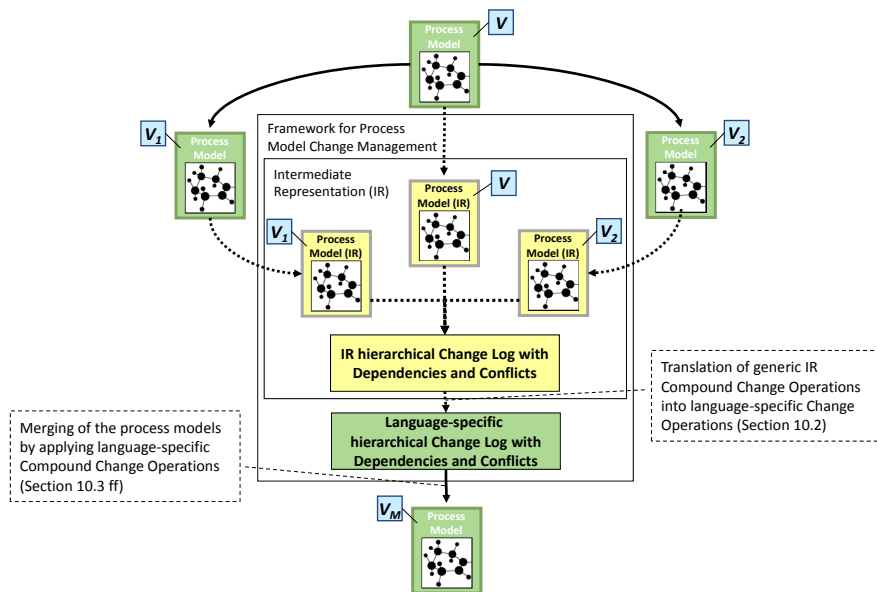 V
Process
Model
V1
Process
Model
V2
Process
Model
Framework for Process
Model Change Management
Intermediate
Representation (IR)
V
Process
Model (IR)
V1
Process
Model (IR)
V2
Process
Model (IR)
IR hierarchical Change Log with
Dependencies and Conflicts
Translation of generic IR
Compound Change Operations
into language-specific Change
Operations (Section 10.2)
Language-specific
hierarchical Change Log with
Dependencies and Conflicts
Merging of the process models
by applying language-specific
Compound Change Operations
(Section 10.3 ff)
VM
Process
Model